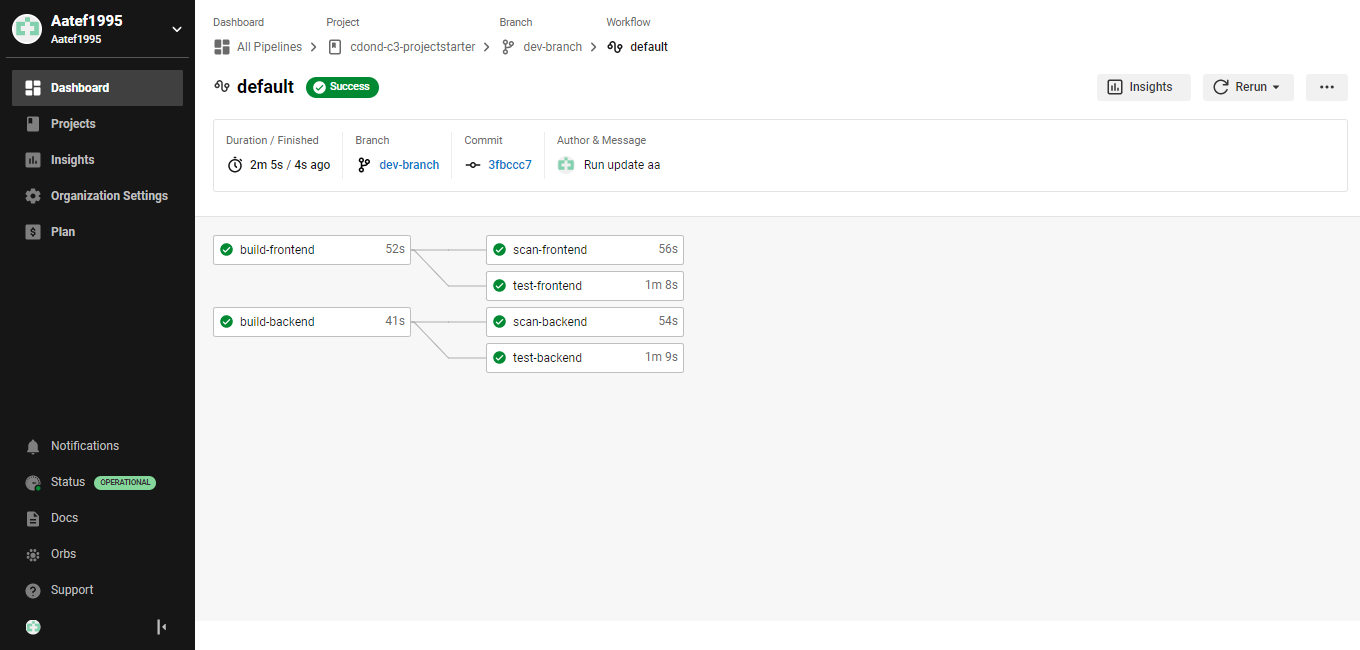 Aatef1995
Aatef1995
Dashboard
Projects
Insights
Organization Settings
$ Plan
Notifications
Status OPERATIONAL
Docs
Orbs
? Support
Dashboard Project Branch Workflow
All Pipelines cdond-c3-projectstarter dev-branch default
default Success Insights Rerun
Duration / Finished Branch Commit Author & Message
2m 5s / 4s ago dev-branch 3fbccc7 Run update aa
build-frontend 52s scan-frontend 56s
test-frontend 1m 8s
build-backend 41s scan-backend 54s
test-backend 1m 9s